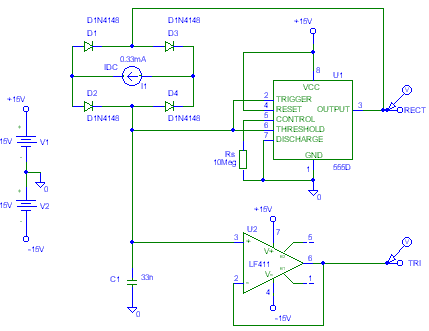 D1N4148 D1N4148
D1 D3
+15V
0.33mA
IDC
I1
8
U1
VCC
D2 D4
2 TRIGGER
4 RESET OUTPUT 3
V
RECT
+15V
D1N4148 D1N4148
5 CONTROL
6 THRESHOLD
7 DISCHARGE
+
15V V1
-
Rs
10Meg
GND
1 555D
0
0
+
15V V2
-
+15V
U2 7
-15V
3 + V+ 5
V
LF411 6 TRI
C1 33n
2 - V- 1
4
0
-15V